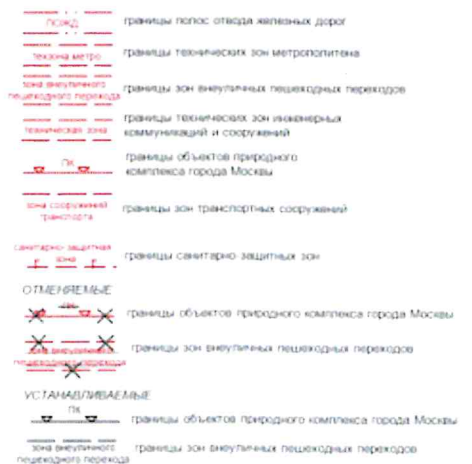 ПОЖД границы полос отвода железных дорог
техзона метро границы технических зон метрополитена
зона внеуличного
пешеходного перехода границы зон внеуличных пешеходных переходов
границы технических зон инженерных
техническая зона коммуникаций и сооружений
ПК границы объектов природного
комплекса города Москвы
зона сооружений
транспорта границы зон транспортных сооружений
санитарно-защитная
зона границы санитарно-защитных зон
ОТМЕНЯЕМЫЕ
границы объектов природного комплекса города Москвы
зона внеуличного
пешеходного перехода границы зон внеуличных пешеходных переходов
УСТАНАВЛИВАЕМЫЕ
ПК
границы объектов природного комплекса города Москвы
зона внеуличного
пешеходного перехода границы зон внеуличных пешеходных переходов